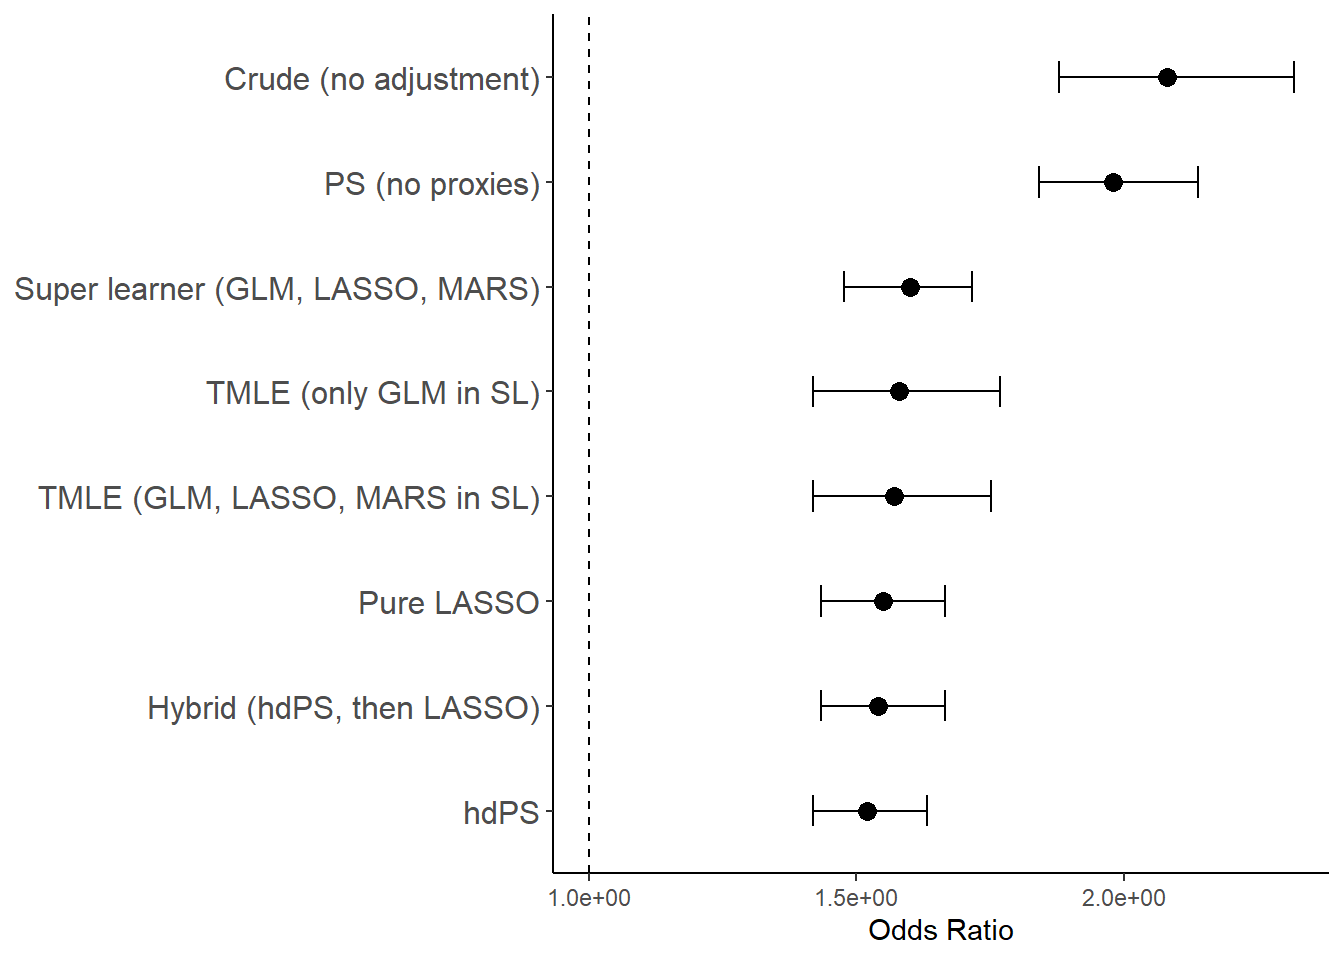 Crude (no adjustment)
PS (no proxies)
Super learner (GLM, LASSO, MARS)
TMLE (only GLM in SL)
TMLE (GLM, LASSO, MARS in SL)
Pure LASSO
Hybrid (hdPS, then LASSO)
hdPS
1.0e+00 1.5e+00 2.0e+00
Odds Ratio